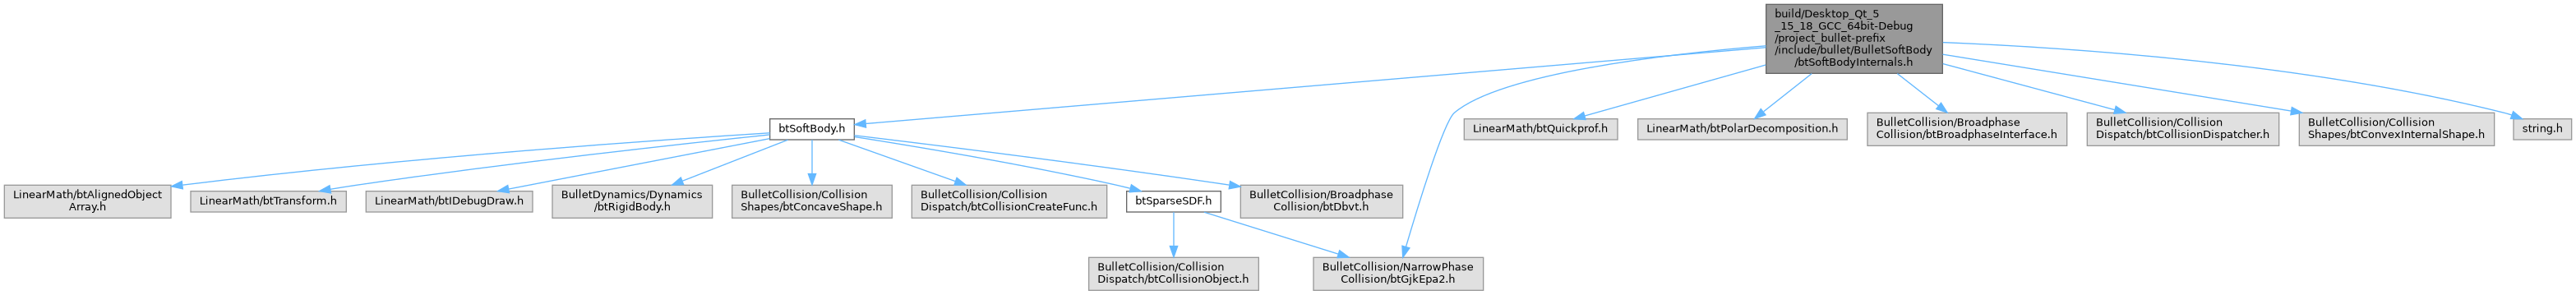 build/Desktop_Qt_5
_15_18_GCC_64bit-Debug
/project_bullet-prefix
/include/bullet/BulletSoftBody
/btSoftBodyInternals.h
btSoftBody.h
LinearMath/btQuickprof.h
LinearMath/btPolarDecomposition.h
BulletCollision/Broadphase
Collision/btBroadphaseInterface.h
BulletCollision/Collision
Dispatch/btCollisionDispatcher.h
BulletCollision/Collision
Shapes/btConvexInternalShape.h
string.h
LinearMath/btAlignedObject
Array.h
LinearMath/btTransform.h
LinearMath/btIDebugDraw.h
BulletDynamics/Dynamics
/btRigidBody.h
BulletCollision/Collision
Shapes/btConcaveShape.h
BulletCollision/Collision
Dispatch/btCollisionCreateFunc.h
btSparseSDF.h
BulletCollision/Broadphase
Collision/btDbvt.h
BulletCollision/Collision
Dispatch/btCollisionObject.h
BulletCollision/NarrowPhase
Collision/btGjkEpa2.h